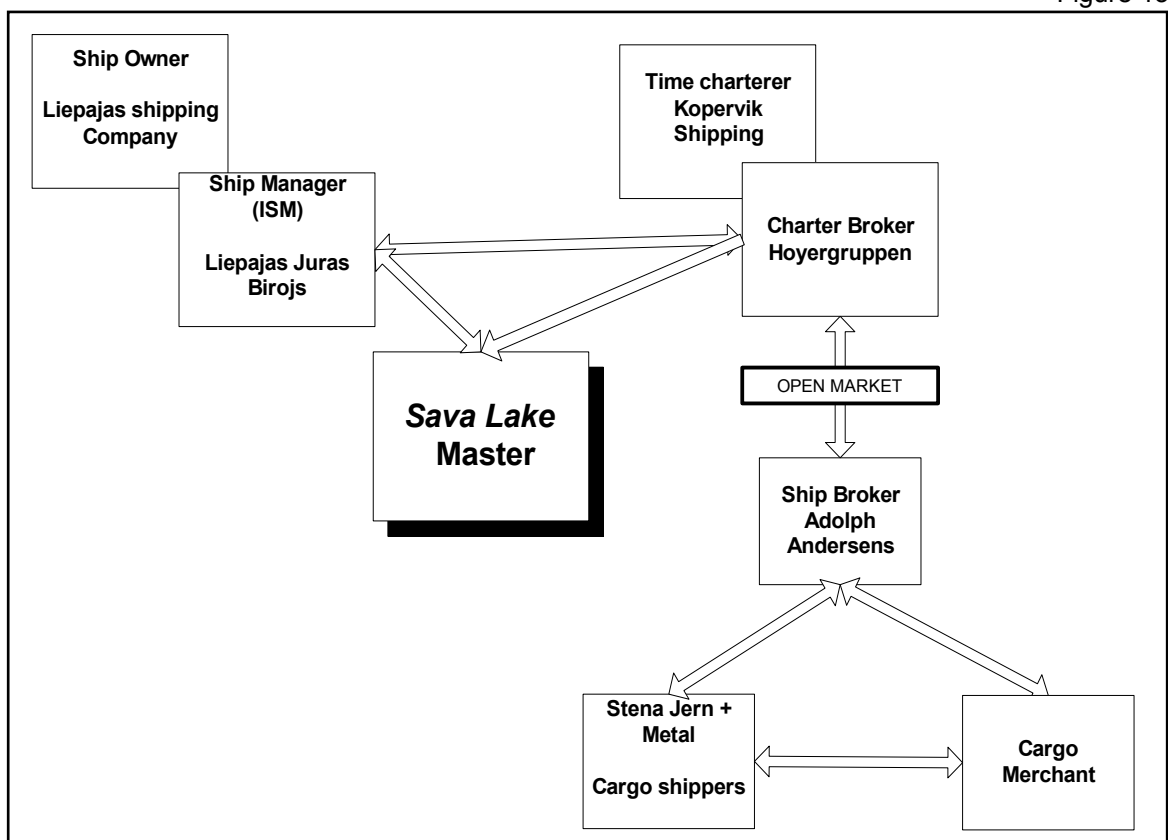 Ship Owner
Liepajas shipping
Company
Time charterer
Kopervik
Shipping
Ship Manager
(ISM)
Liepajas Juras
Birojs
Charter Broker
Hoyergruppen
Sava Lake
Master
OPEN MARKET
Ship Broker
Adolph
Andersens
Stena Jern +
Metal
Cargo shippers
Cargo
Merchant